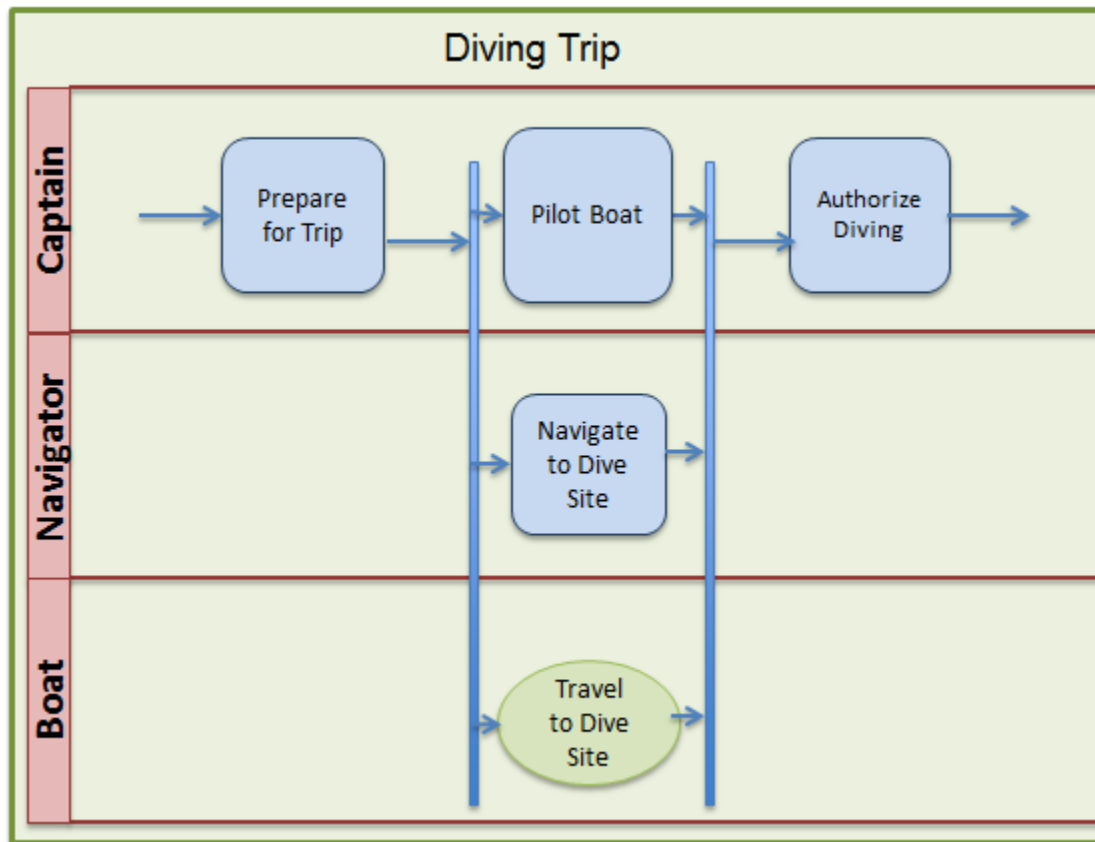 Diving Trip
Captain
Prepare
for Trip
Pilot Boat
Authorize
Diving
Navigator
Navigate
to Dive
Site
Boat
Travel
to Dive
Site